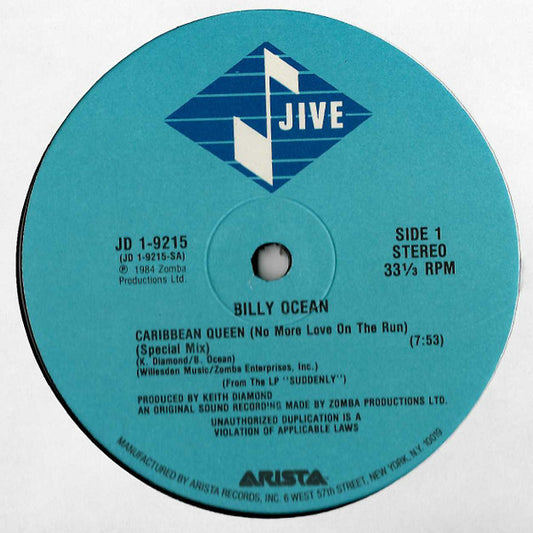 JIVE
JD 1-9215
(JD 1-9215-SA)
℗ 1984 Zomba
Productions Ltd.
SIDE 1
STEREO
33⅓ RPM
BILLY OCEAN
CARIBBEAN QUEEN (No More Love On The Run)
(Special Mix) (7:53)
(K. Diamond/B. Ocean)
(Willesden Music/Zomba Enterprises, Inc.)
(From The LP "SUDDENLY")
PRODUCED BY KEITH DIAMOND
AN ORIGINAL SOUND RECORDING MADE BY ZOMBA PRODUCTIONS LTD.
UNAUTHORIZED DUPLICATION IS A
VIOLATION OF APPLICABLE LAWS
ARISTA
MANUFACTURED BY ARISTA RECORDS, INC. 6 WEST 57th STREET, NEW YORK, N.Y. 10019